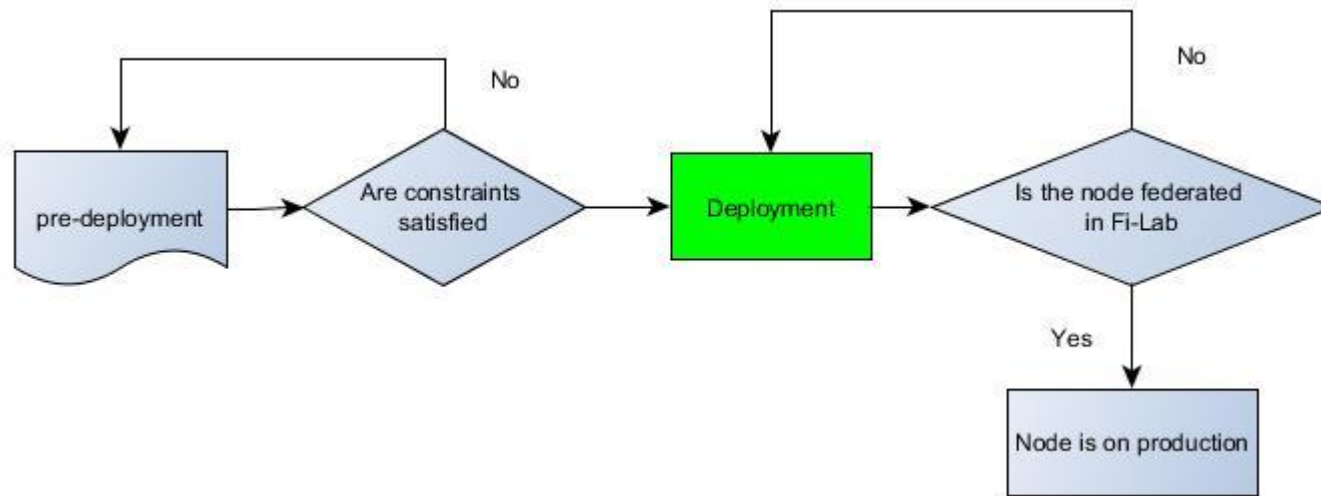 No
No
pre-deployment
Are constraints
satisfied
Deployment
Is the node federated
in Fi-Lab
Yes
Node is on production